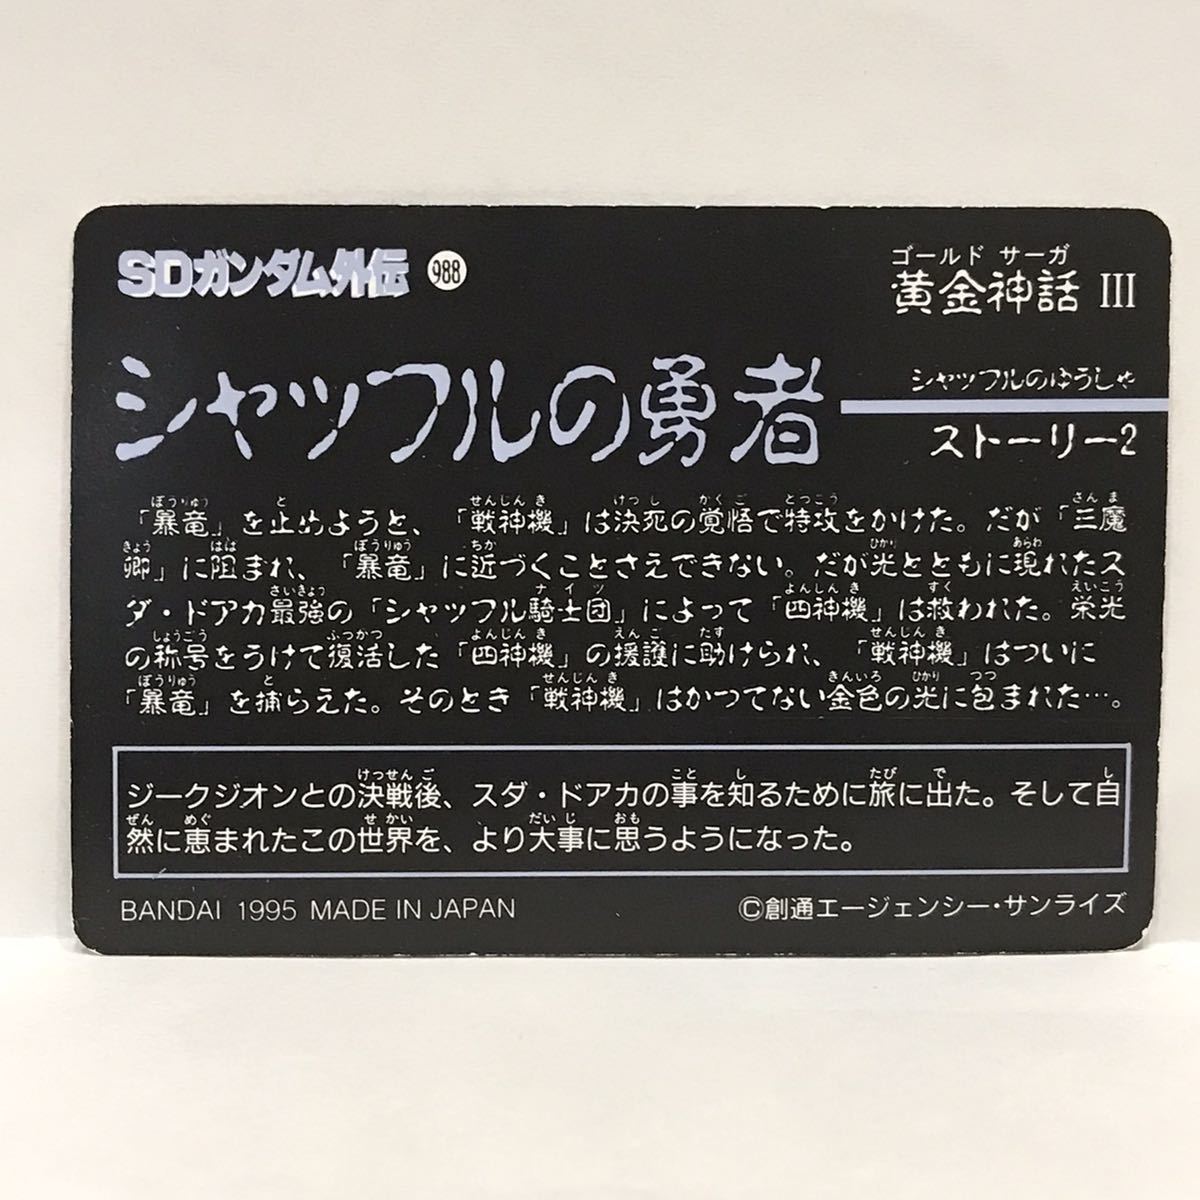 SDガンダム外伝 988
ゴールド サーガ
黄金神話 III
シャッフルの勇者
シャッフルのゆうしゃ
ストーリー2
「暴竜」を止めようと、「戦神機」は決死の覚悟で特攻をかけた。だが「三魔
卿」に阻まれ、「暴竜」に近づくことさえできない。だが光とともに現れたス
ダ・ドアカ最強の「シャッフル騎士団」によって「四神機」は救われた。栄光
の称号をうけて復活した「四神機」の援護に助けられ、「戦神機」はついに
「暴竜」を捕らえた。そのとき「戦神機」はかつてない金色の光に包まれた…。
ジークジオンとの決戦後、スダ・ドアカの事を知るために旅に出た。そして自
然に恵まれたこの世界を、より大事に思うようになった。
BANDAI 1995 MADE IN JAPAN
©創通エージェンシー・サンライズ